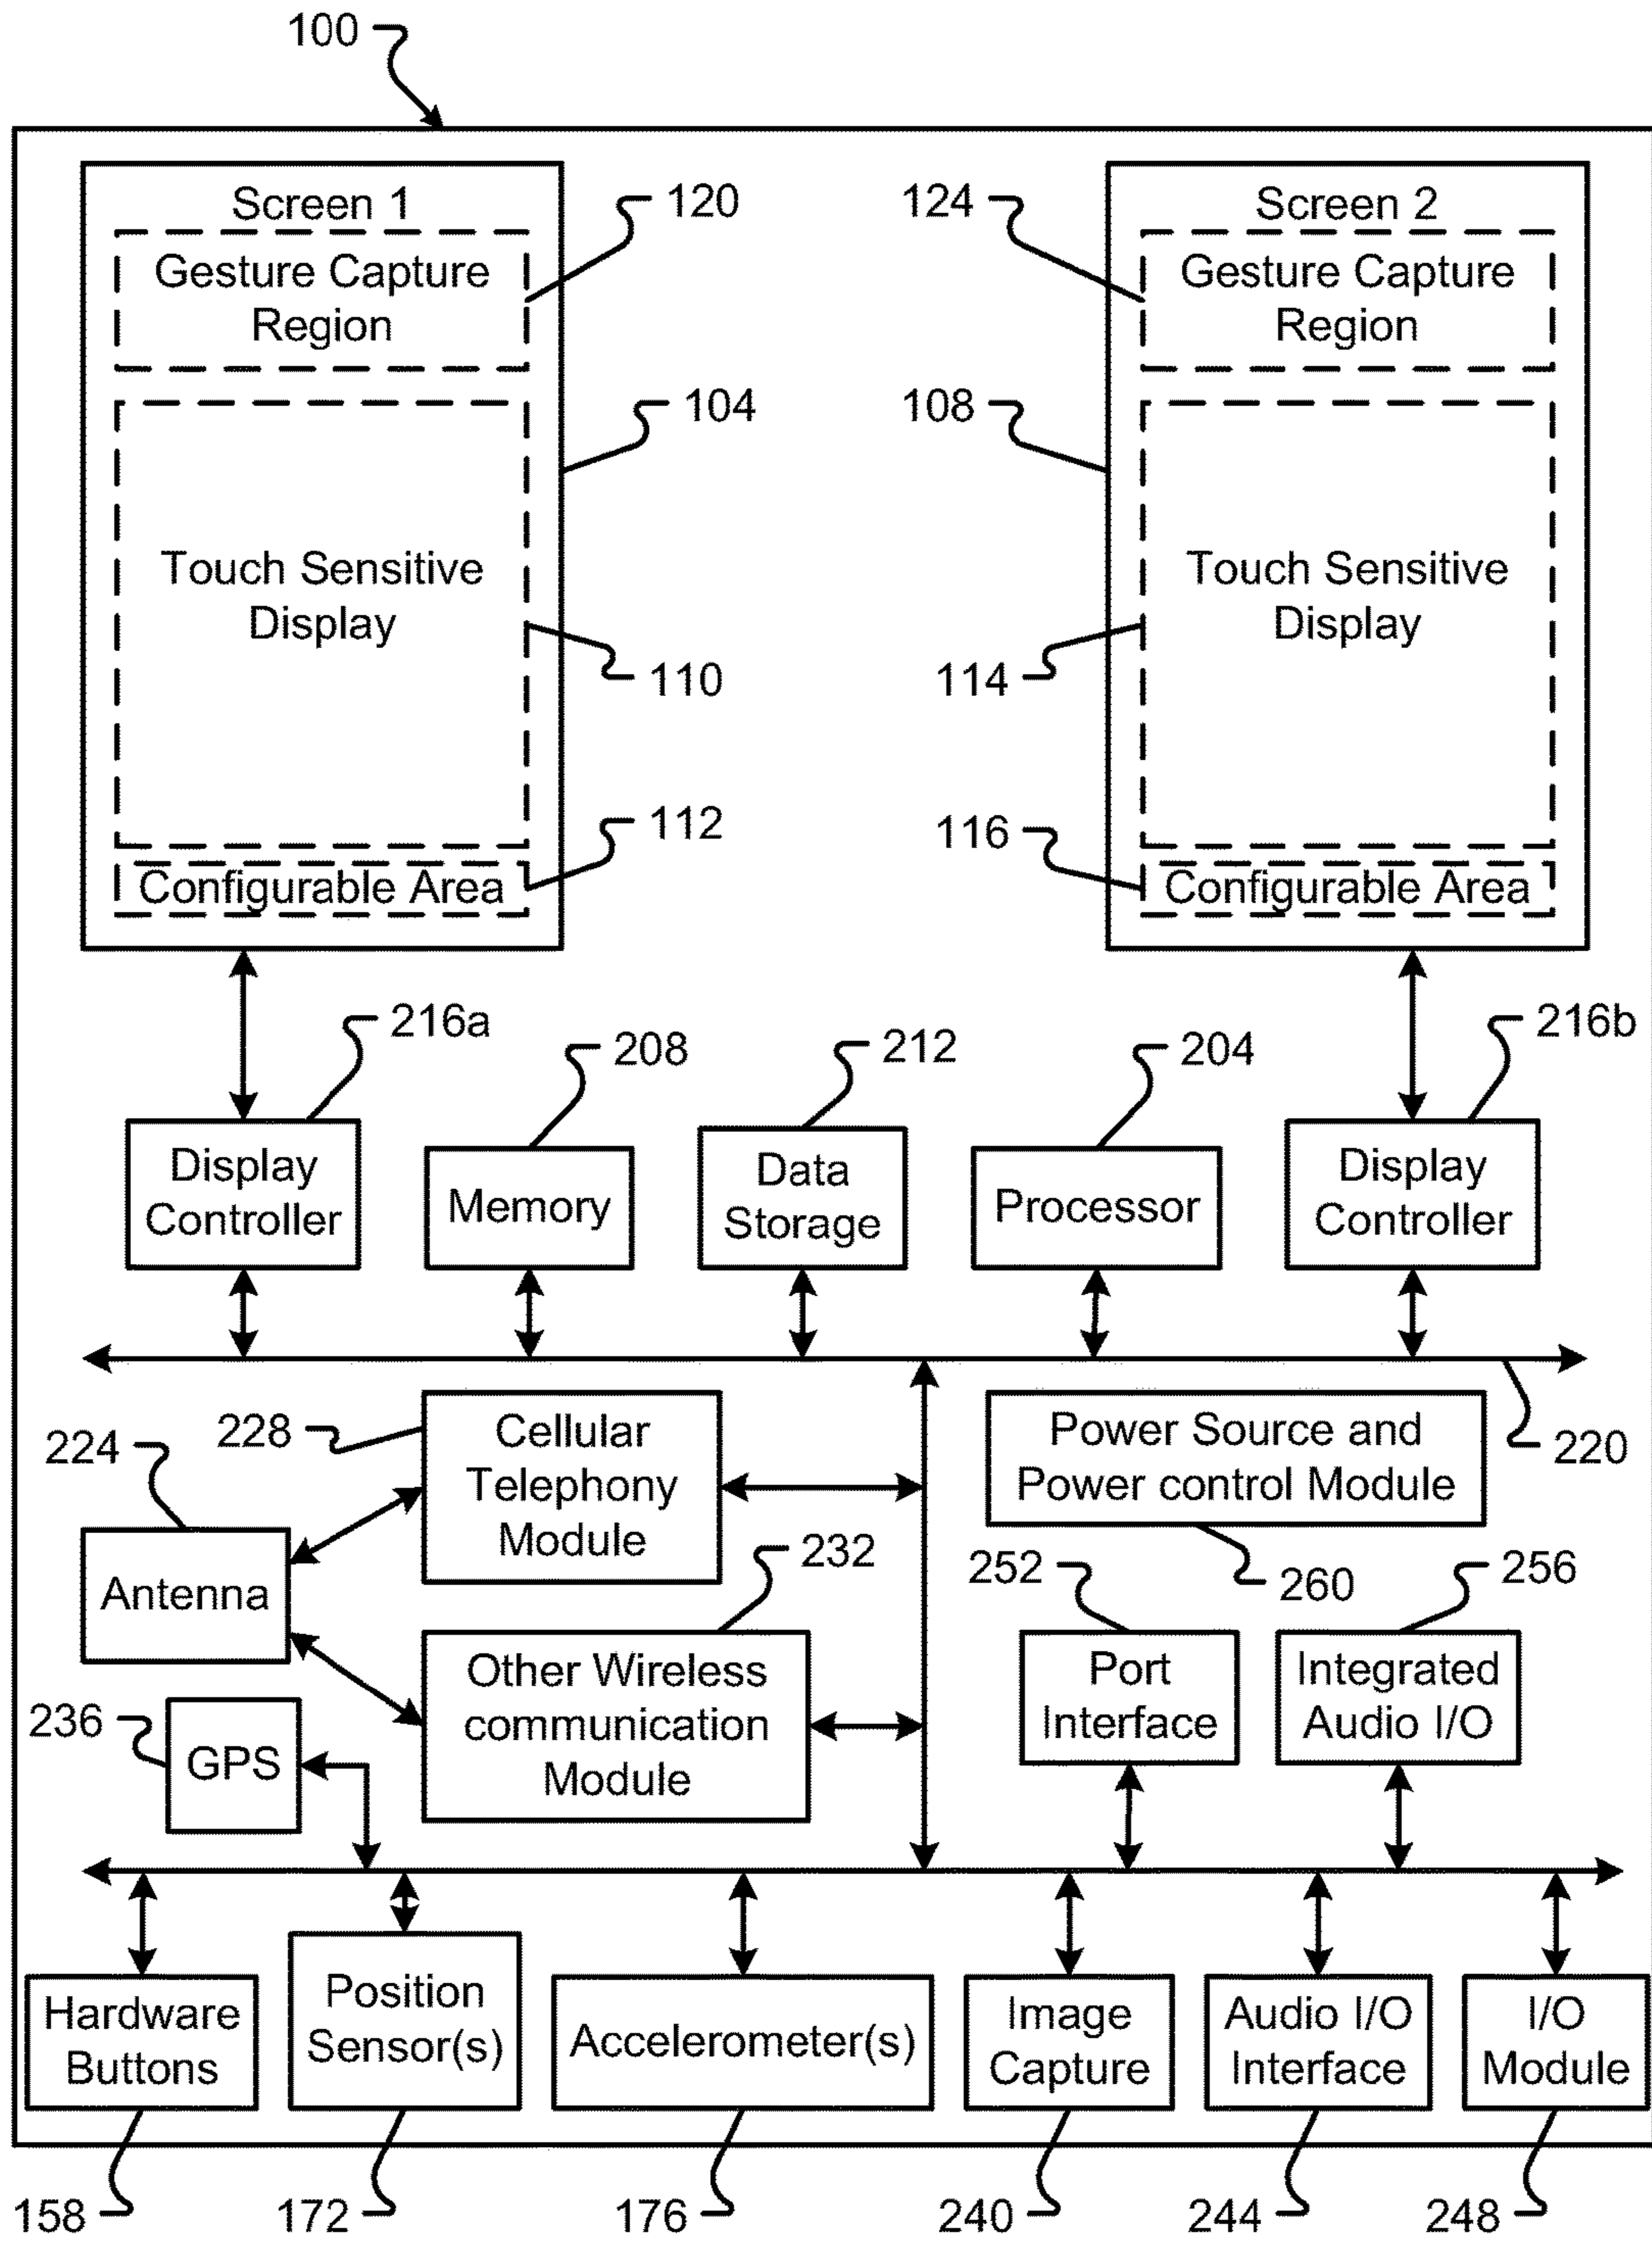 100
Screen 1
Gesture Capture
Region
120
124
Screen 2
Gesture Capture
Region
104
108
Touch Sensitive
Display
110
114
Touch Sensitive
Display
112
116
Configurable Area
Configurable Area
216a
208
212
204
216b
Display
Controller
Memory
Data
Storage
Processor
Display
Controller
220
224
228
Cellular
Telephony
Module
Power Source and
Power control Module
260
Antenna
232
252
256
Other Wireless
communication
Module
Port
Interface
Integrated
Audio I/O
236
GPS
Hardware
Buttons
Position
Sensor(s)
Accelerometer(s)
Image
Capture
Audio I/O
Interface
I/O
Module
158
172
176
240
244
248